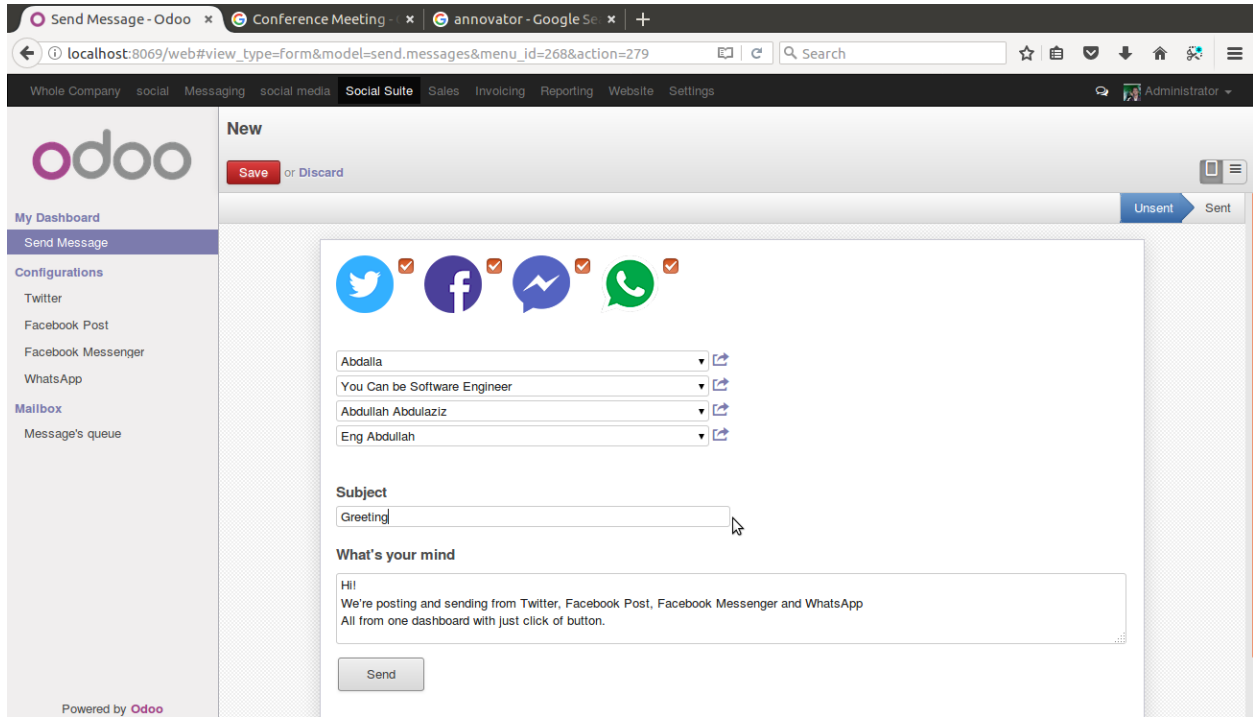 Send Message - Odoo × Conference Meeting - × annovator - Google Se × +
localhost:8069/web#view_type=form&model=send.messages&menu_id=268&action=279 Search
Whole Company social Messaging social media Social Suite Sales Invoicing Reporting Website Settings Administrator
odoo
New
Save or Discard
My Dashboard
Unsent Sent
Send Message
Configurations
Twitter
Facebook Post
Facebook Messenger
WhatsApp
Mailbox
Message's queue
Abdalla
You Can be Software Engineer
Abdullah Abdulaziz
Eng Abdullah
Subject
Greeting
What's your mind
Hi!
We're posting and sending from Twitter, Facebook Post, Facebook Messenger and WhatsApp
All from one dashboard with just click of button.
Send
Powered by Odoo